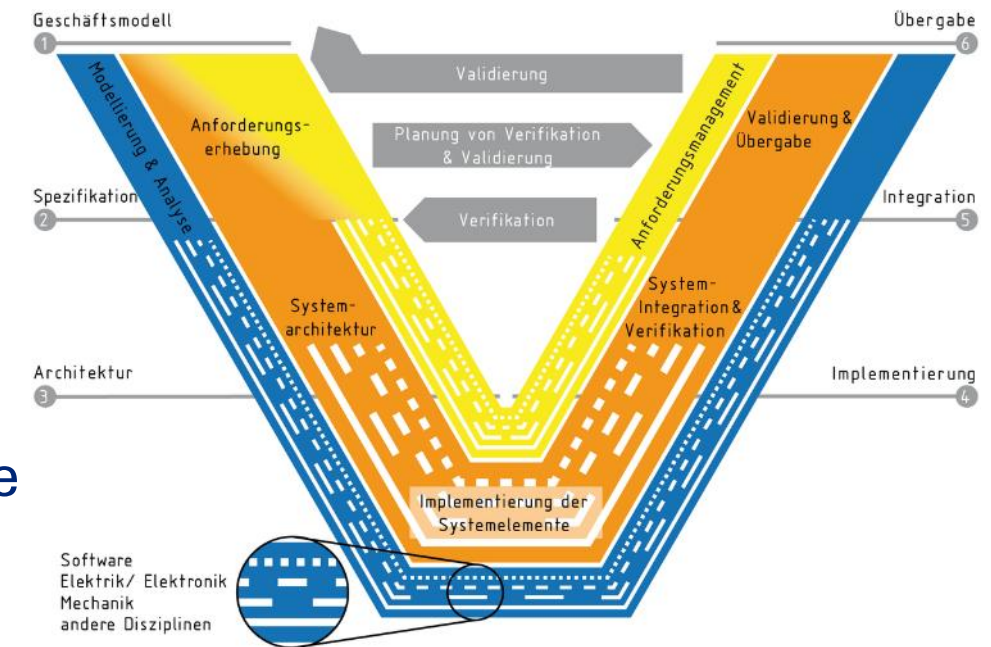 Geschäftsmodell
1
Übergabe
6
Validierung
Modellierung & Analyse
Anforderungs-
erhebung
Planung von Verifikation
& Validierung
Anforderungsmanagement
Validierung &
Übergabe
Spezifikation
2
Verifikation
Integration
5
System-
architektur
System-
Integration &
Verifikation
Architektur
3
Implementierung
4
e
Implementierung der
Systemelemente
Software
Elektrik/ Elektronik
Mechanik
andere Disziplinen